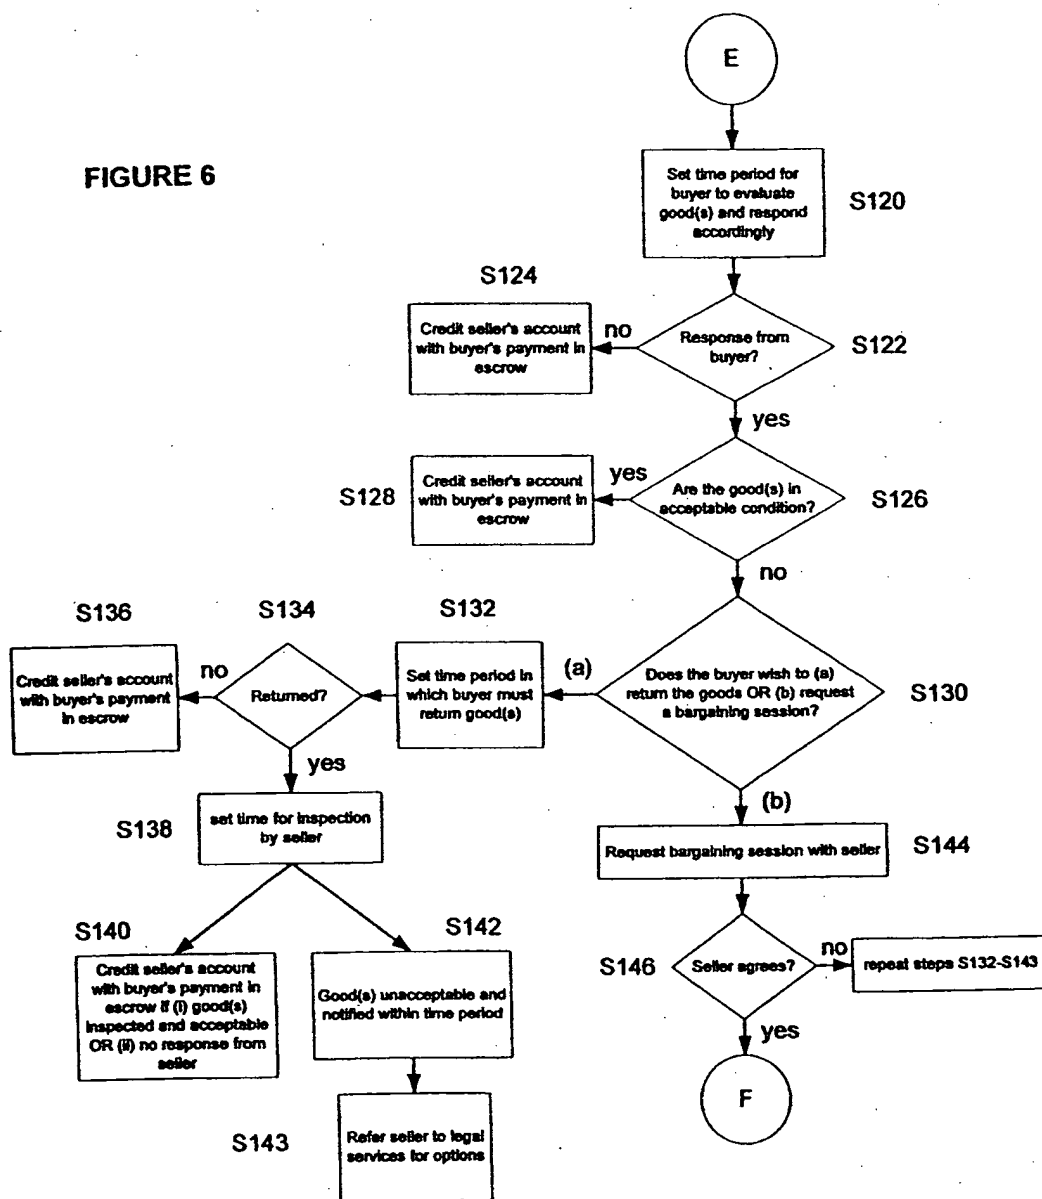 E
FIGURE 6
Set time period for
buyer to evaluate
good(s) and respond
accordingly
S120
S124
Credit seller's account
with buyer's payment in
escrow
no
Response from
buyer?
S122
yes
S128
Credit seller's account
with buyer's payment in
escrow
yes
Are the good(s) in
acceptable condition?
S126
no
S136
S134
S132
Credit seller's account
with buyer's payment
in escrow
no
Returned?
Set time period in
which buyer must
return good(s)
(a)
Does the buyer wish to (a)
return the goods OR (b) request
a bargaining session?
S130
yes
(b)
S138
set time for inspection
by seller
Request bargaining session with seller
S144
S140
S142
Credit seller's account
with buyer's payment in
escrow if (i) good(s)
inspected and acceptable
OR (ii) no response from
seller
Good(s) unacceptable and
notified within time period
S146
Seller agrees?
no
repeat steps S132-S143
yes
F
S143
Refer seller to legal
services for options